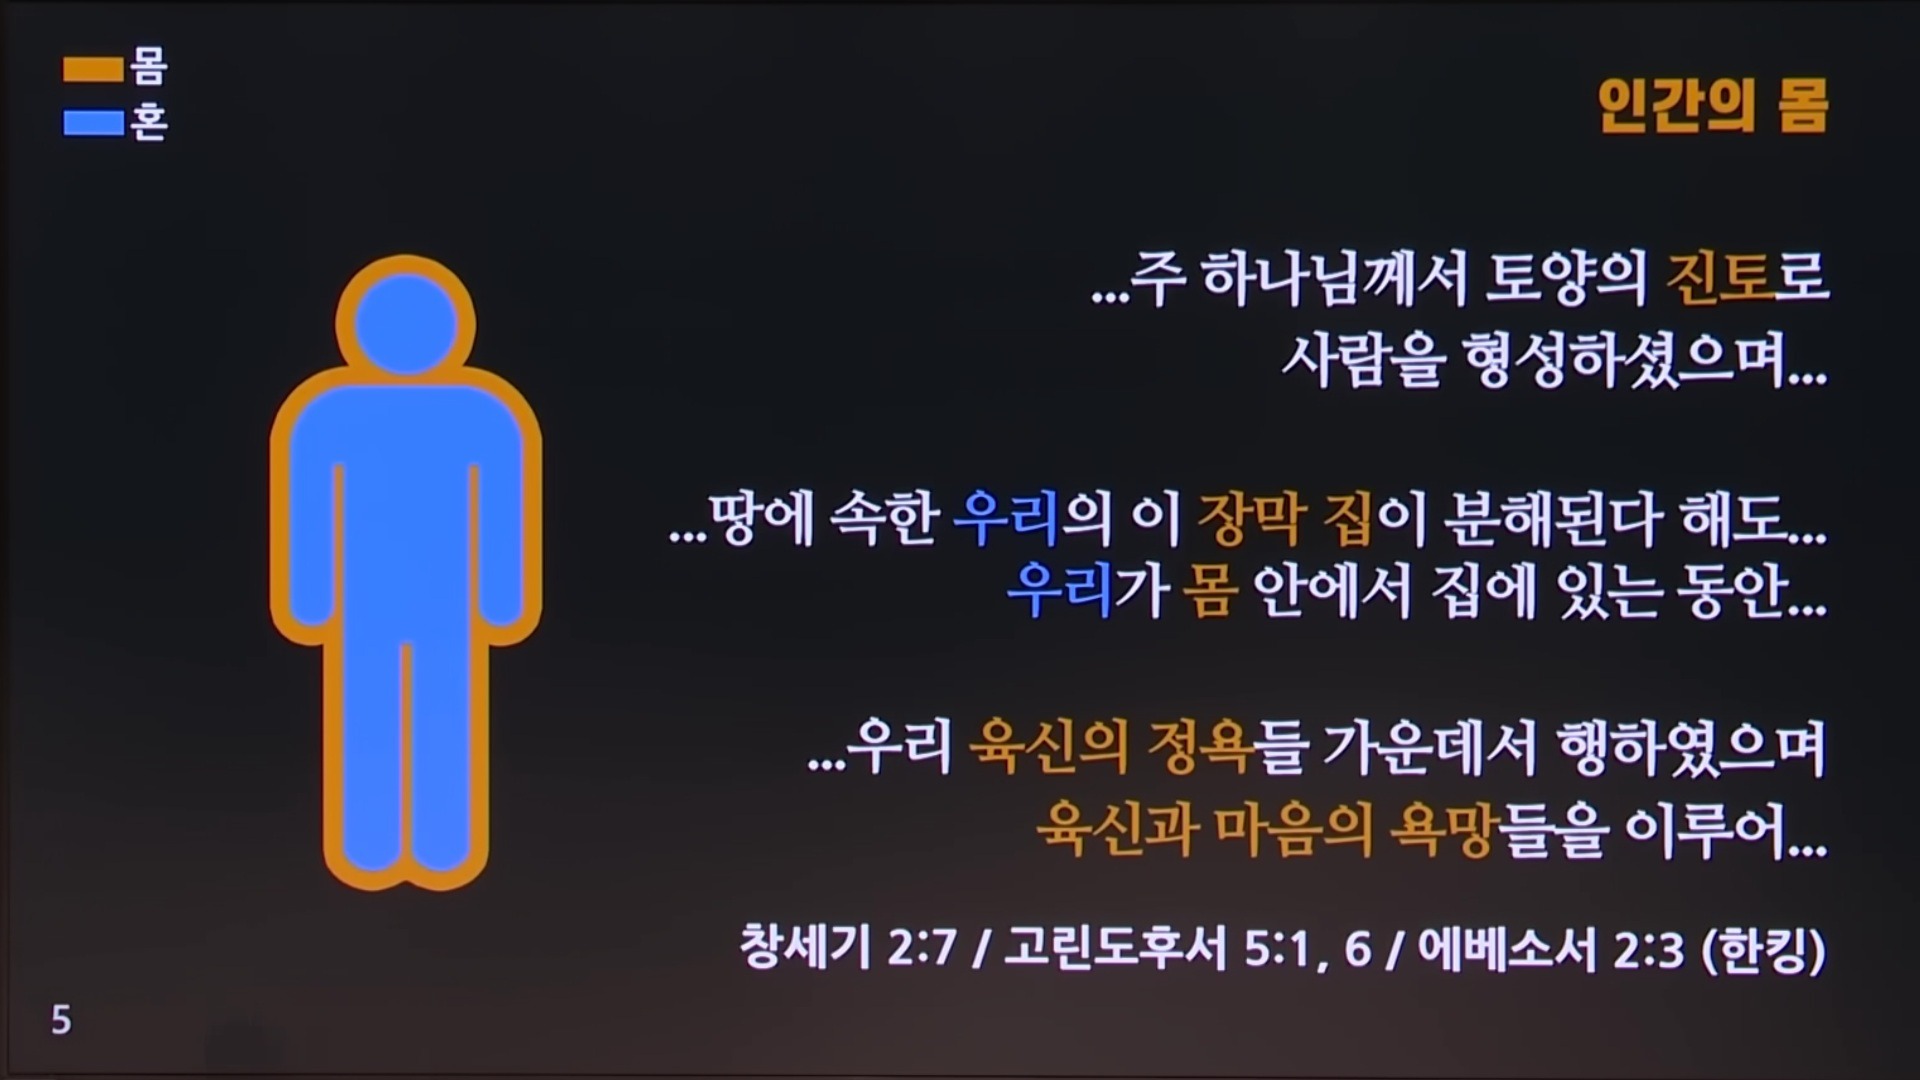 몸
혼
인간의 몸
...주 하나님께서 토양의 진토로
사람을 형성하셨으며...
...땅에 속한 우리의 이 장막 집이 분해된다 해도...
우리가 몸 안에서 집에 있는 동안...
...우리 육신의 정욕들 가운데서 행하였으며
육신과 마음의 욕망들을 이루어...
창세기 2:7 / 고린도후서 5:1, 6 / 에베소서 2:3 (한킹)
5